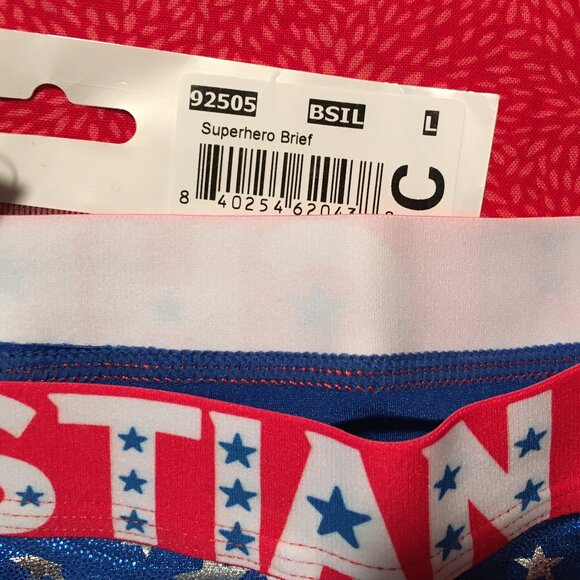 92505 BSIL L
Superhero Brief
C
8 40254 62043
STIAN